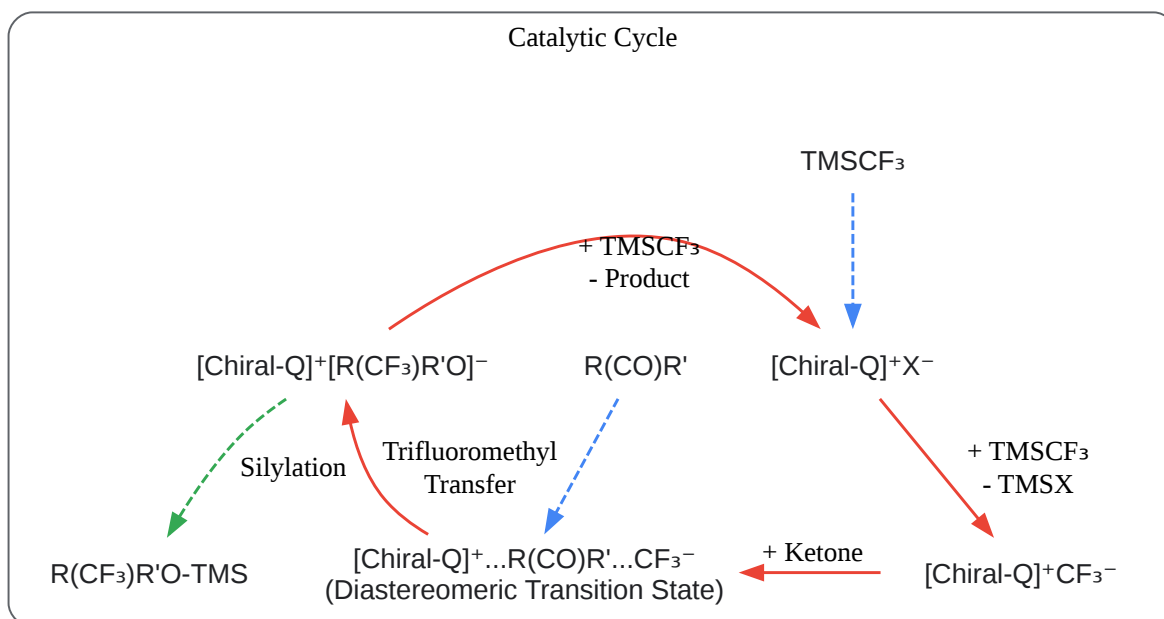 Catalytic Cycle
TMSCF₃
+ TMSCF₃
- Product
[Chiral-Q]⁺[R(CF₃)R'O]⁻
R(CO)R'
[Chiral-Q]⁺X⁻
Silylation
Trifluoromethyl
Transfer
+ TMSCF₃
- TMSX
R(CF₃)R'O-TMS
[Chiral-Q]⁺...R(CO)R'...CF₃⁻
(Diastereomeric Transition State)
+ Ketone
[Chiral-Q]⁺CF₃⁻